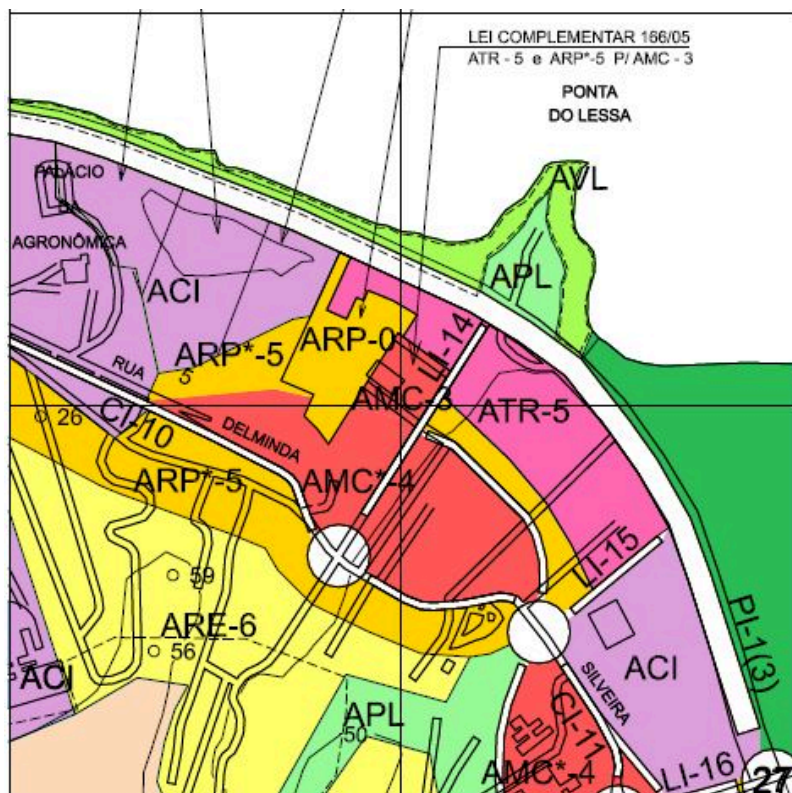 LEI COMPLEMENTAR 166/05
ATR - 5 e ARP*-5 P/ AMC - 3
PONTA
DO LESSA
AVL
PALÁCIO
DA
AGRONÔMICA
APL
ACI
ARP*-5
ARP-0
LI-14
5
RUA
AMC-3
ATR-5
26
CI-10
DELMINDA
ARP*-5
AMC*-4
LI-15
59
ARE-6
56
PI-1(3)
ACI
SILVEIRA
ACI
APL
50
CI-11
AMC*-4
LI-16
27